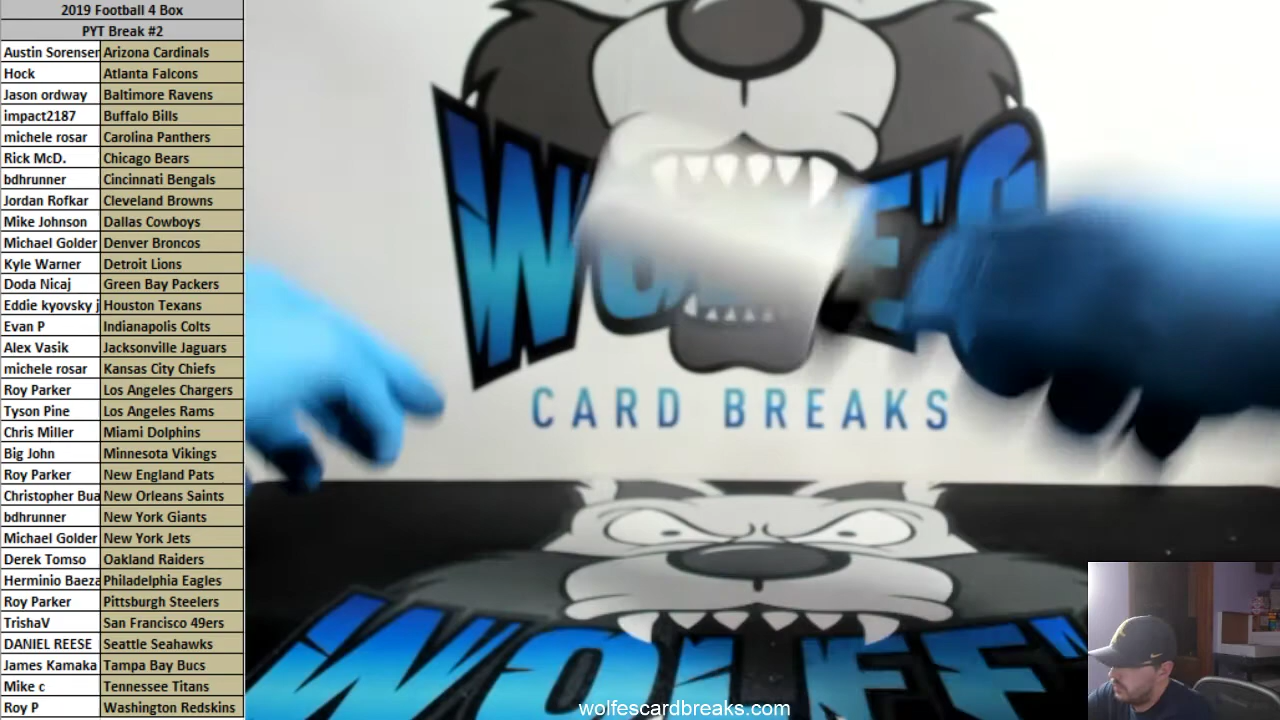 2019 Football 4 Box
PYT Break #2
Austin Sorensen Arizona Cardinals
Hock Atlanta Falcons
Jason ordway Baltimore Ravens
impact2187 Buffalo Bills
michele rosar Carolina Panthers
Rick McD. Chicago Bears
bdhrunner Cincinnati Bengals
Jordan Rofkar Cleveland Browns
Mike Johnson Dallas Cowboys
Michael Golder Denver Broncos
Kyle Warner Detroit Lions
Doda Nicaj Green Bay Packers
Eddie kyovsky j Houston Texans
Evan P Indianapolis Colts
Alex Vasik Jacksonville Jaguars
michele rosar Kansas City Chiefs
Roy Parker Los Angeles Chargers
Tyson Pine Los Angeles Rams
Chris Miller Miami Dolphins
Big John Minnesota Vikings
Roy Parker New England Pats
Christopher Bua New Orleans Saints
bdhrunner New York Giants
Michael Golder New York Jets
Derek Tomso Oakland Raiders
Herminio Baeza Philadelphia Eagles
Roy Parker Pittsburgh Steelers
TrishaV San Francisco 49ers
DANIEL REESE Seattle Seahawks
James Kamaka Tampa Bay Bucs
Mike c Tennessee Titans
Roy P Washington Redskins
CARD BREAKS
WOLFE'
wolfescardbreaks.com